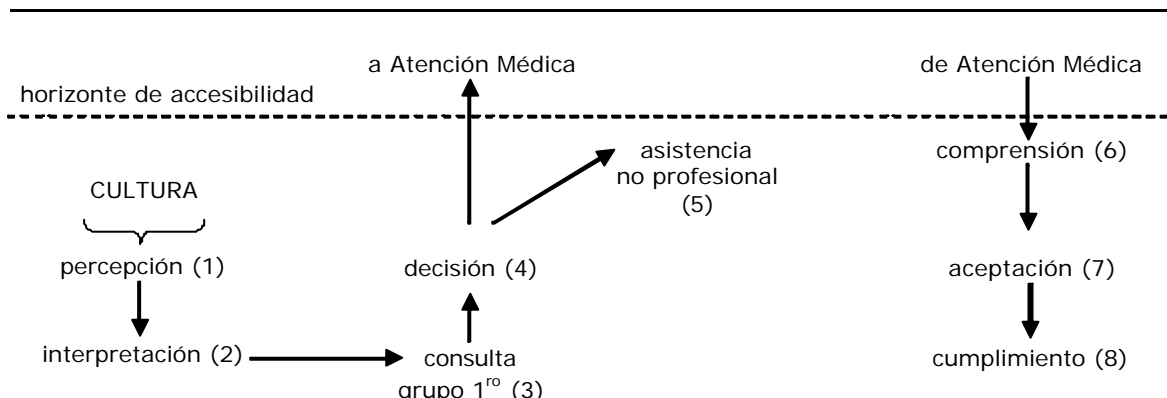 a Atención Médica
de Atención Médica
horizonte de accesibilidad
asistencia
no profesional
(5)
comprensión (6)
CULTURA
percepción (1)
decisión (4)
aceptación (7)
interpretación (2)
consulta
grupo 1ʳᵒ (3)
cumplimiento (8)